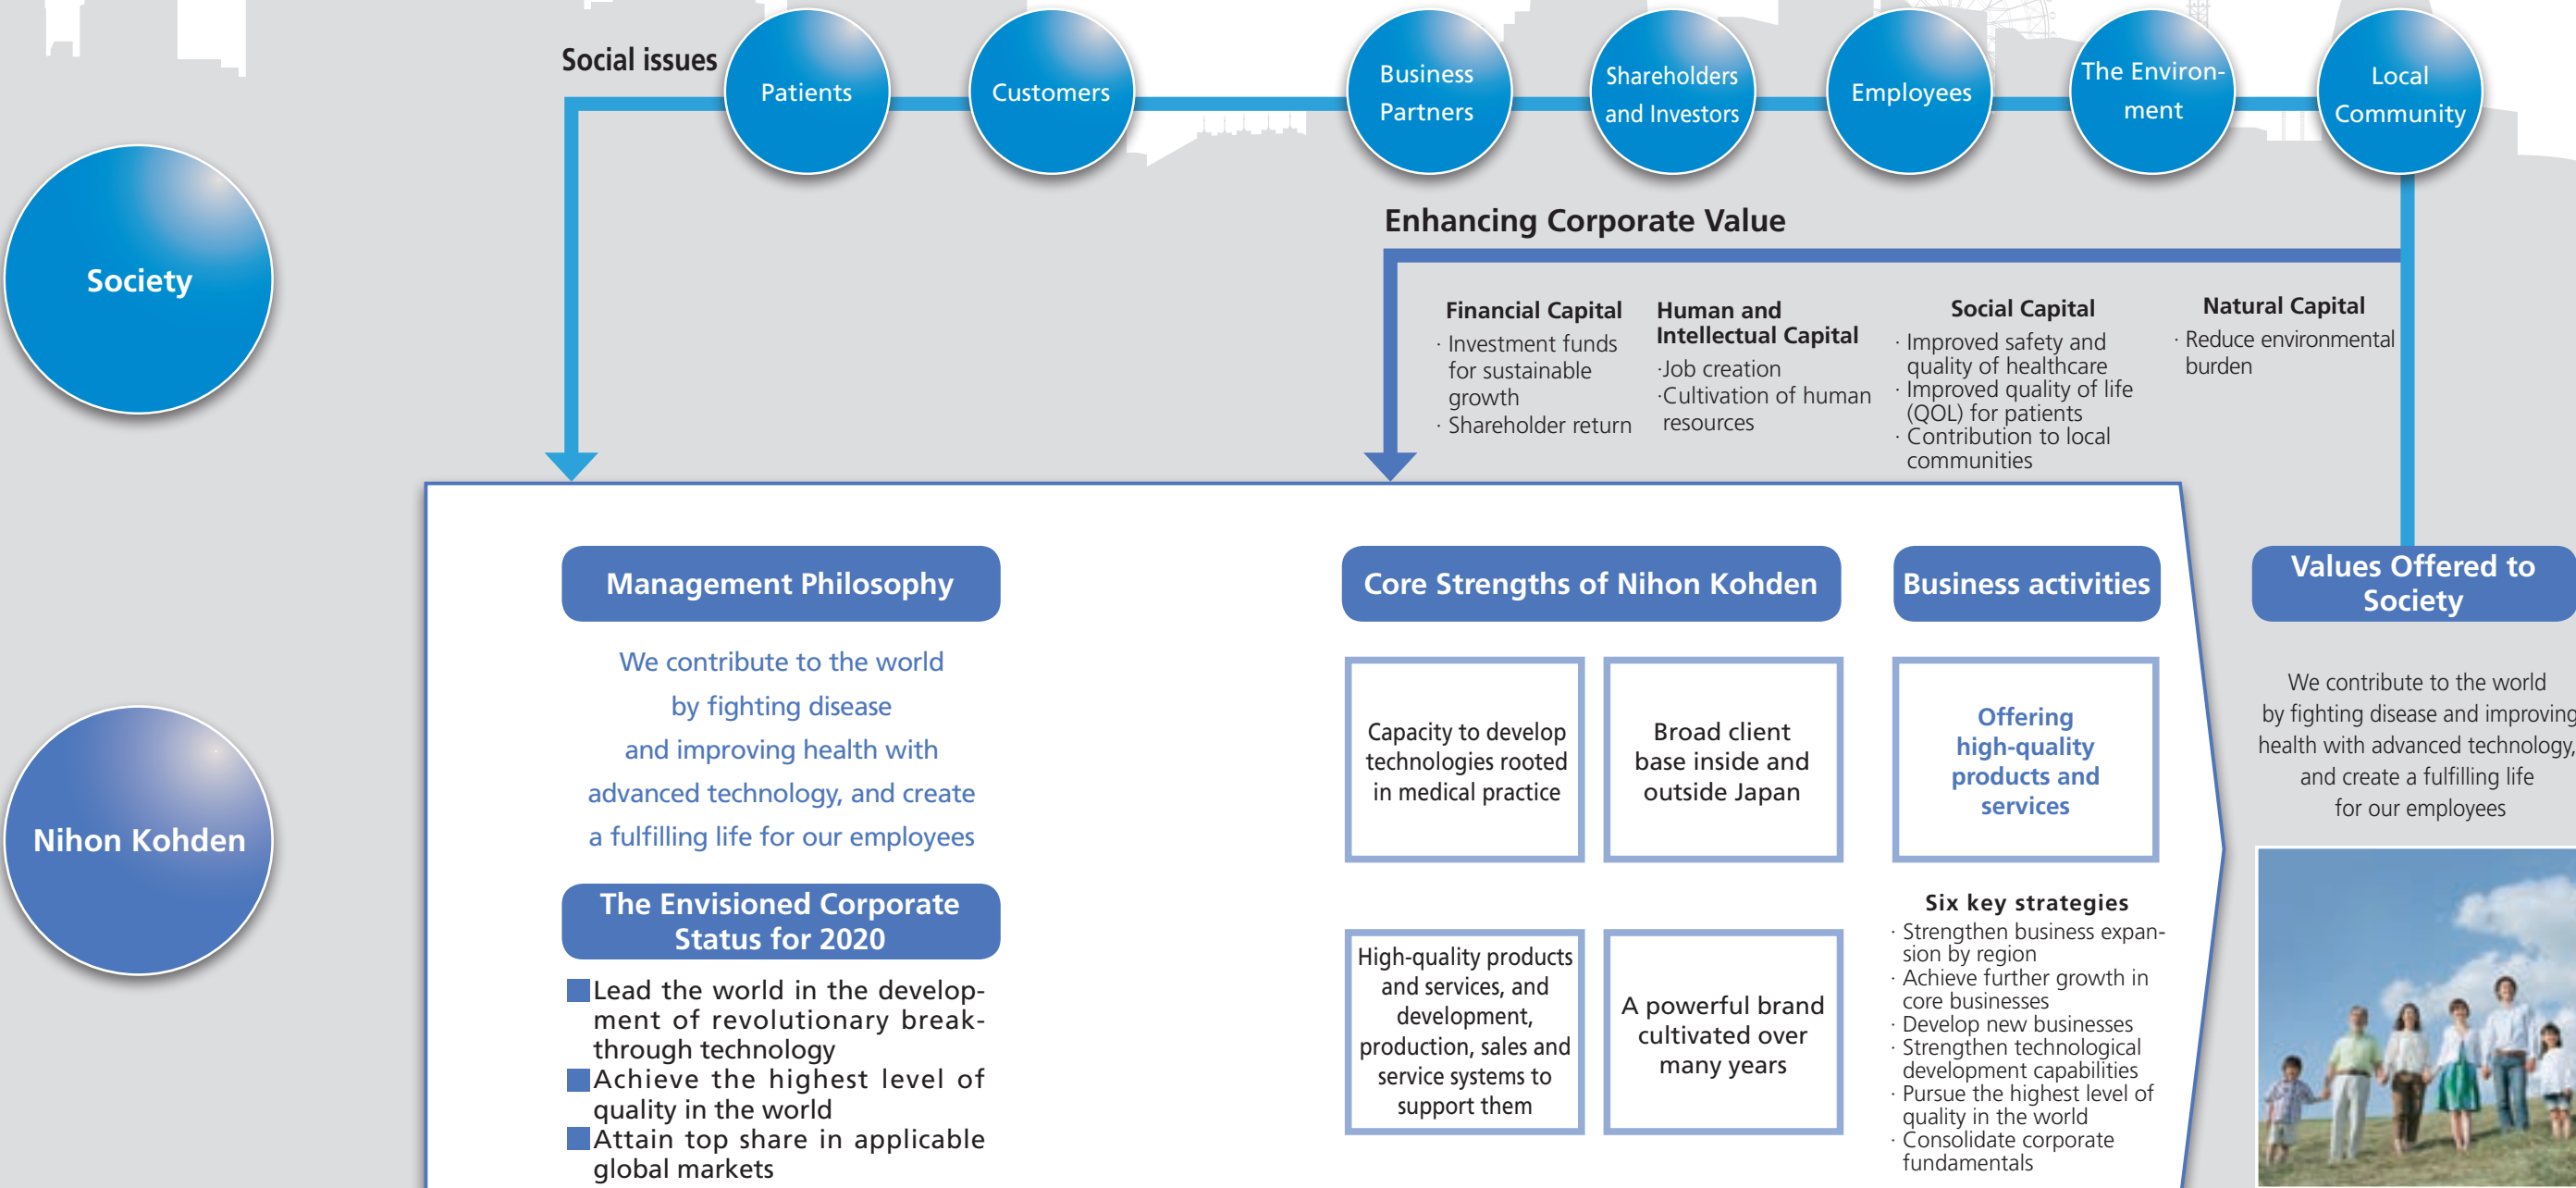 Social issues
Patients
Customers
Business
Partners
Shareholders
and Investors
Employees
The Environ-
ment
Local
Community
Society
Enhancing Corporate Value
Financial Capital
· Investment funds
for sustainable
growth
· Shareholder return
Human and
Intellectual Capital
·Job creation
·Cultivation of human
resources
Social Capital
· Improved safety and
quality of healthcare
· Improved quality of life
(QOL) for patients
· Contribution to local
communities
Natural Capital
· Reduce environmental
burden
Nihon Kohden
Management Philosophy
We contribute to the world
by fighting disease
and improving health with
advanced technology, and create
a fulfilling life for our employees
The Envisioned Corporate
Status for 2020
Lead the world in the develop-
ment of revolutionary break-
through technology
Achieve the highest level of
quality in the world
Attain top share in applicable
global markets
Core Strengths of Nihon Kohden
Capacity to develop
technologies rooted
in medical practice
Broad client
base inside and
outside Japan
High-quality products
and services, and
development,
production, sales and
service systems to
support them
A powerful brand
cultivated over
many years
Business activities
Offering
high-quality
products and
services
Six key strategies
· Strengthen business expan-
sion by region
· Achieve further growth in
core businesses
· Develop new businesses
· Strengthen technological
development capabilities
· Pursue the highest level of
quality in the world
· Consolidate corporate
fundamentals
Values Offered to
Society
We contribute to the world
by fighting disease and improving
health with advanced technology,
and create a fulfilling life
for our employees